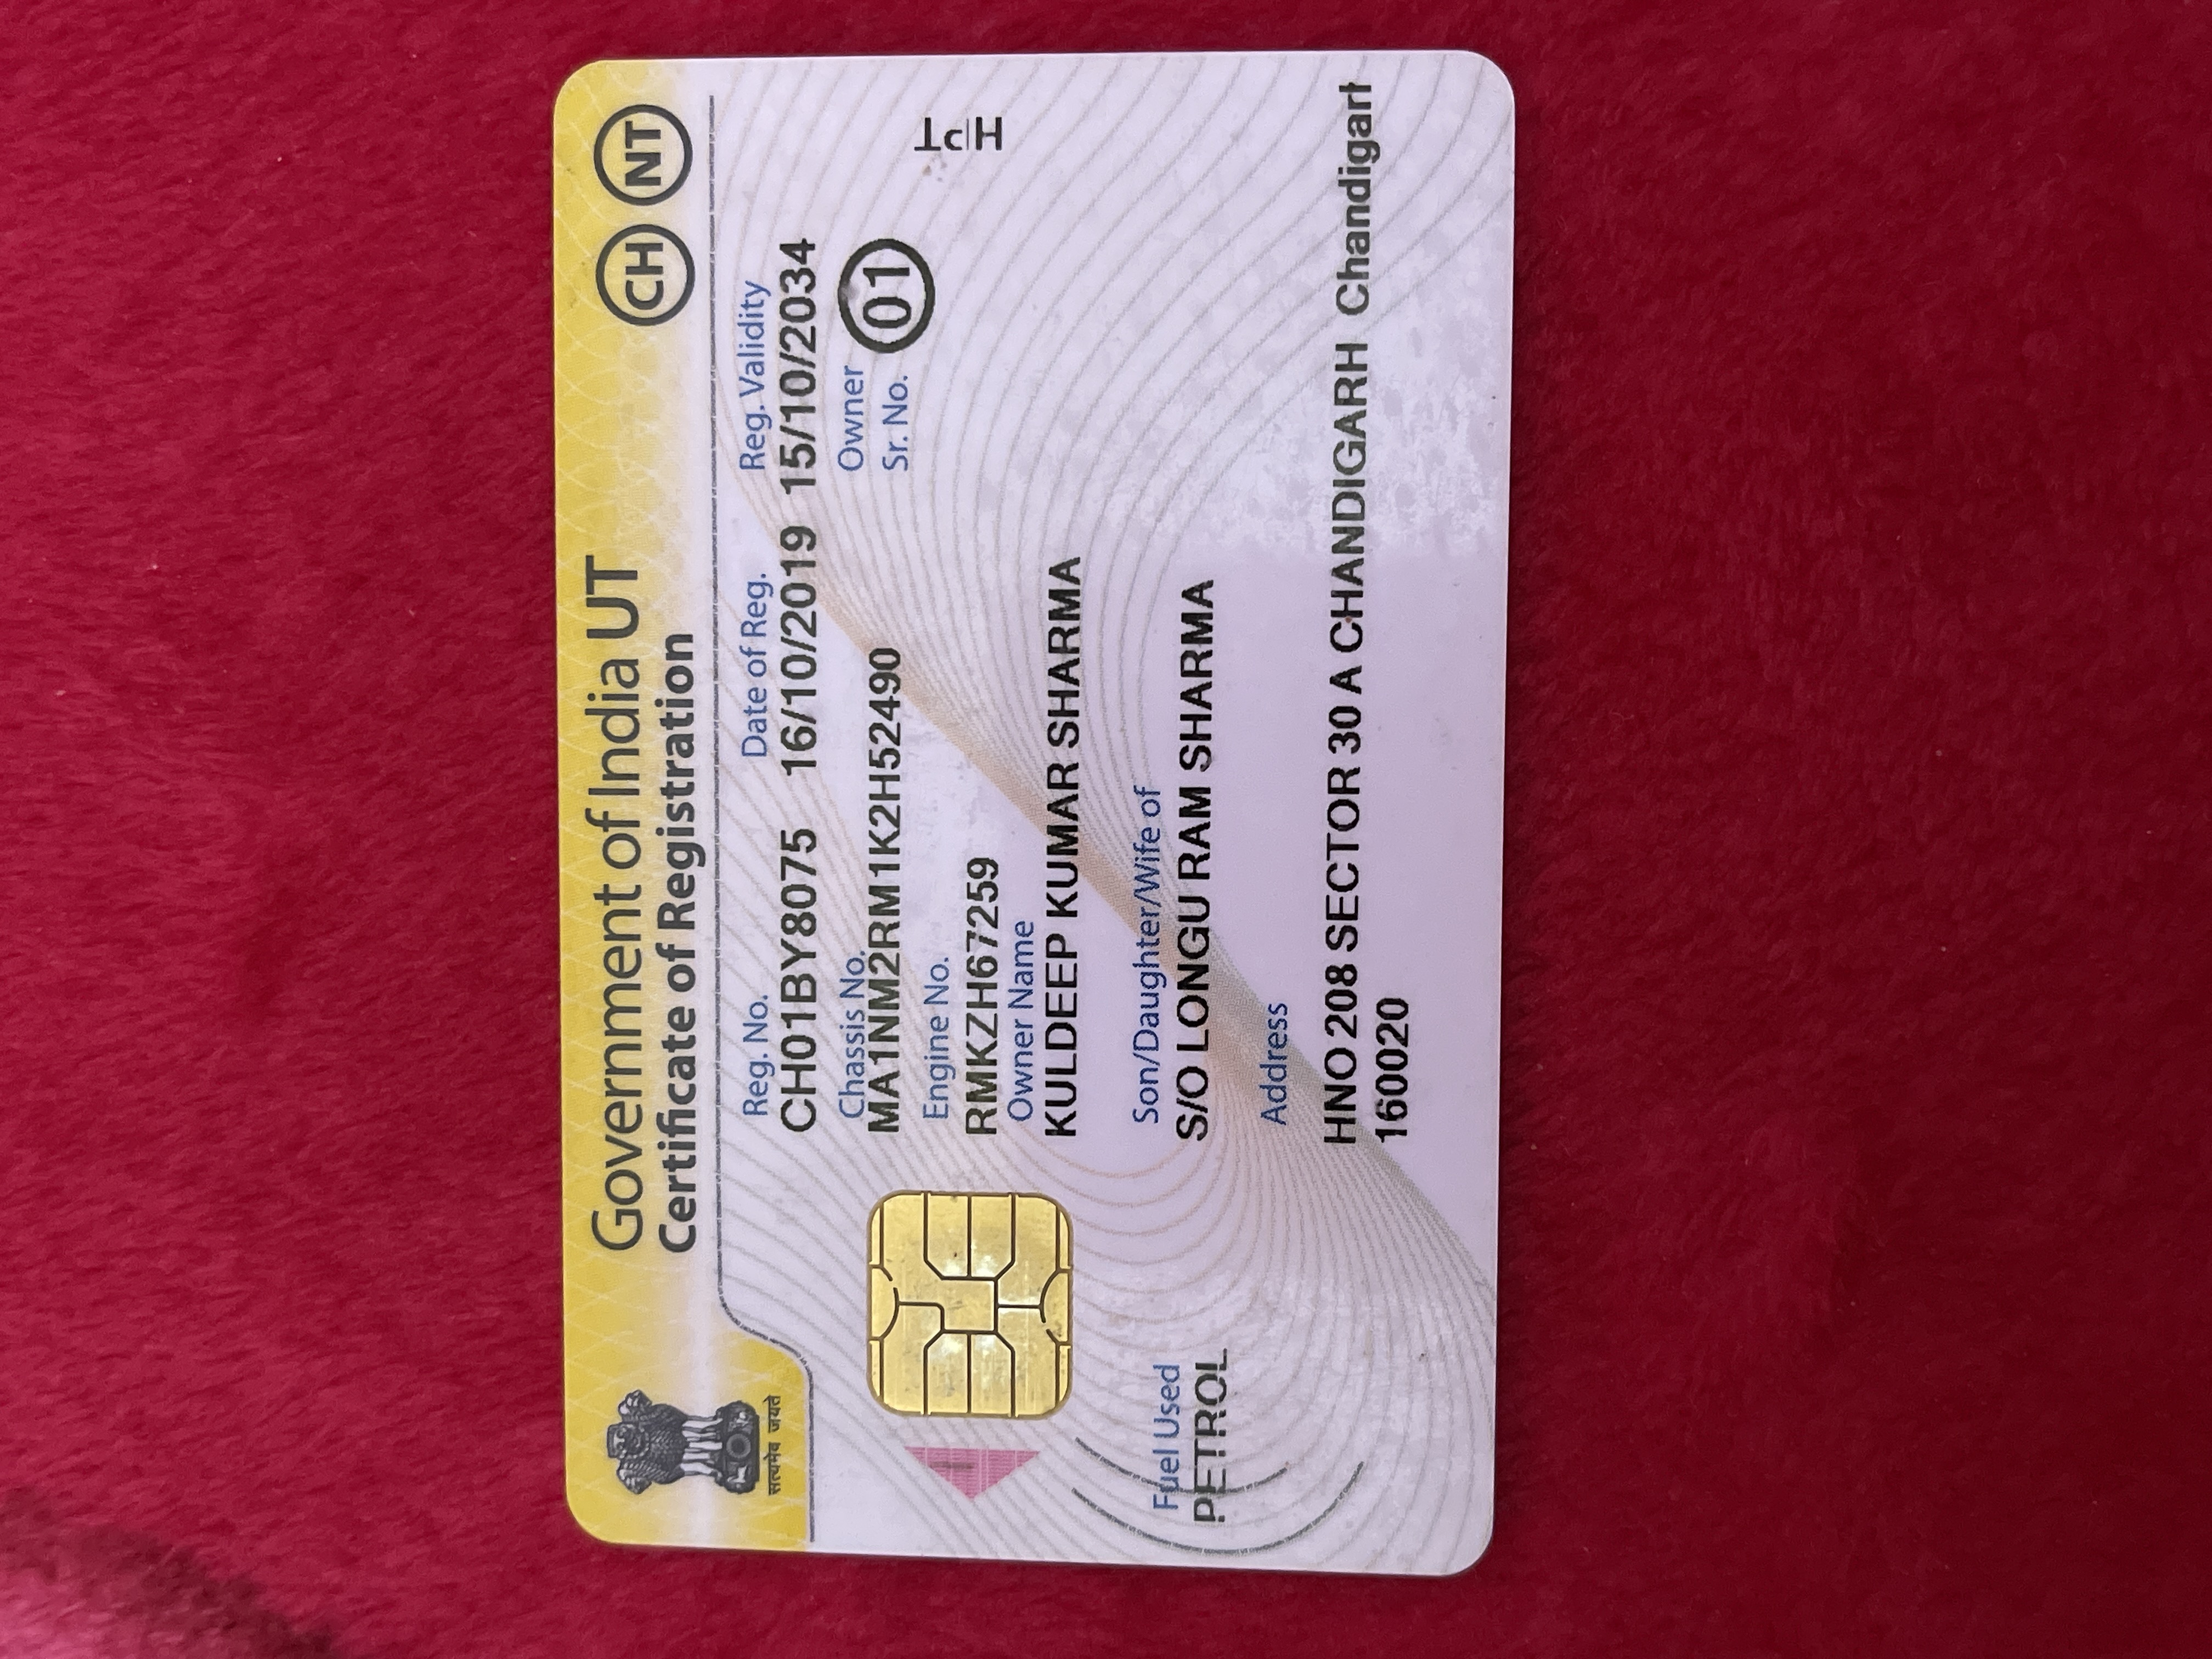 Government of India UT
Certificate of Registration
CH NT
सत्यमेव जयते
Reg. No. Date of Reg. Reg. Validity
CH01BY8075 16/10/2019 15/10/2034
Chassis No. Owner
MA1NM2RM1K2H52490 Sr. No. 01
Engine No.
RMKZH67259
Owner Name
KULDEEP KUMAR SHARMA
Son/Daughter/Wife of
S/O LONGU RAM SHARMA
Fuel Used
PETROL
Address
HNO 208 SECTOR 30 A CHANDIGARH Chandigarh
160020